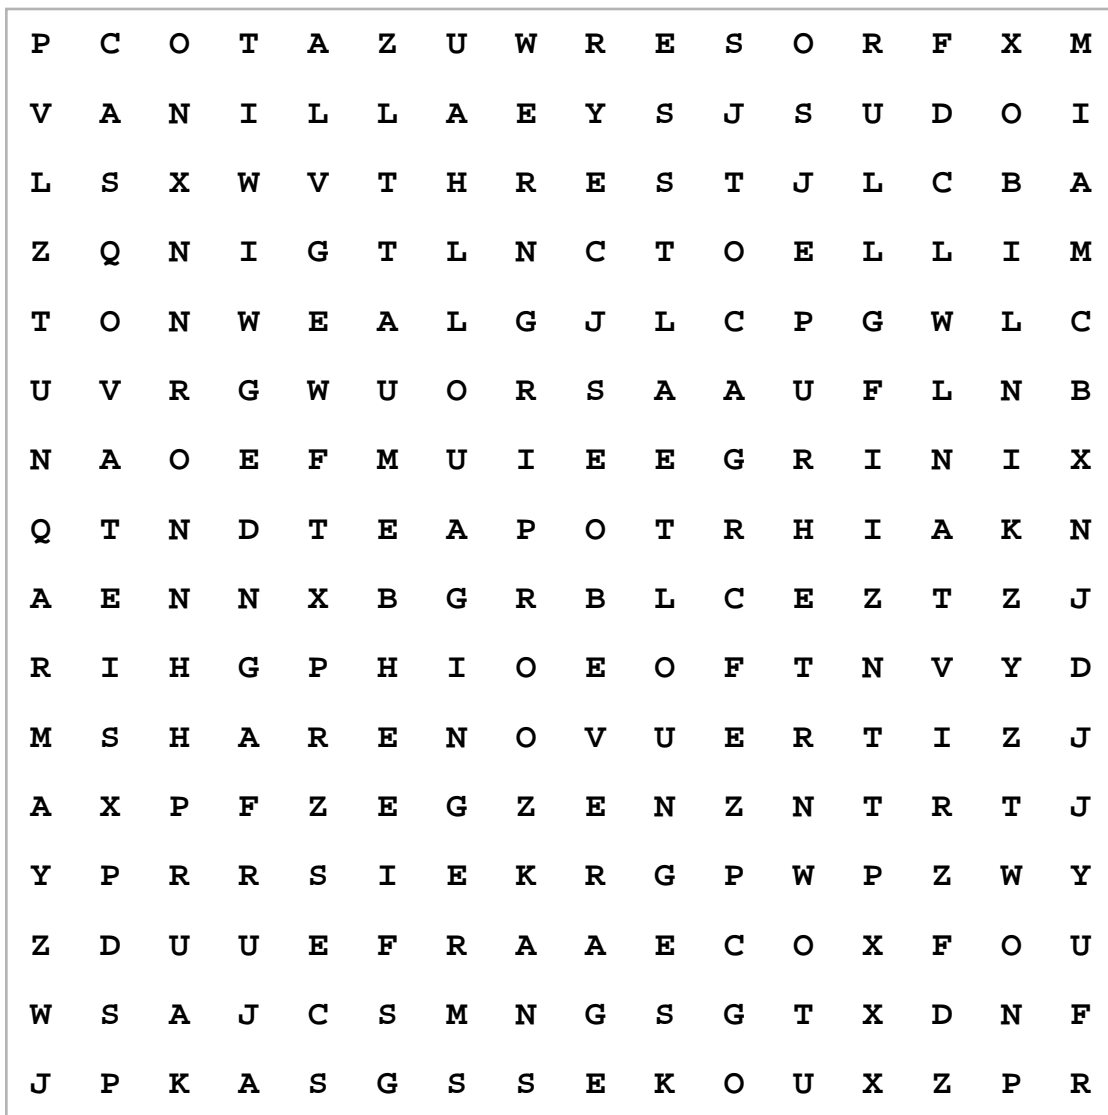 P C O T A Z U W R E S O R F X M
V A N I L L A E Y S J S U D O I
L S X W V T H R E S T J L C B A
Z Q N I G T L N C T O E L L I M
T O N W E A L G J L C P G W L C
U V R G W U O R S A A U F L N B
N A O E F M U I E E G R I N I X
Q T N D T E A P O T R H I A K N
A E N N X B G R B L C E Z T Z J
R I H G P H I O E O F T N V Y D
M S H A R E N O V U E R T I Z J
A X P F Z E G Z E N Z N T R T J
Y P R R S I E K R G P W P Z W Y
Z D U U E F R A A E C O X F O U
W S A J C S M N G S G T X D N F
J P K A S G S S E K O U X Z P R